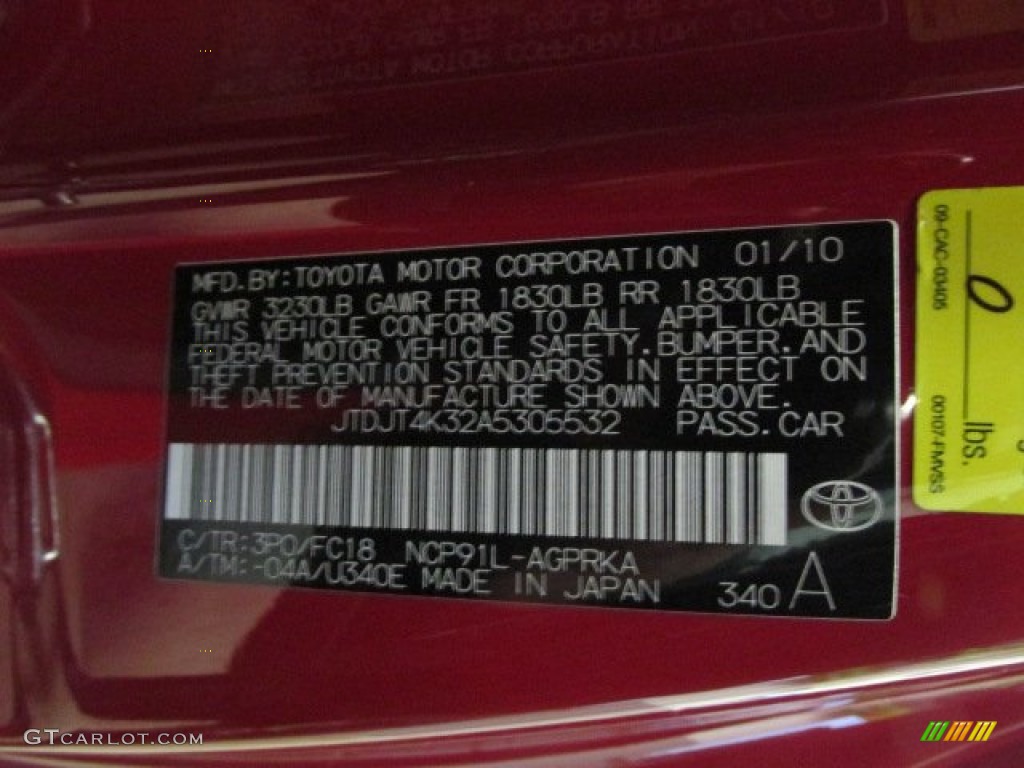 MFD. BY: TOYOTA MOTOR CORPORATION 01/10
GVWR 3230LB GAWR FR 1830LB RR 1830LB
THIS VEHICLE CONFORMS TO ALL APPLICABLE
FEDERAL MOTOR VEHICLE SAFETY.BUMPER.AND
THEFT PREVENTION STANDARDS IN EFFECT ON
THE DATE OF MANUFACTURE SHOWN ABOVE.
JTDJT4K32A5306532 PASS.CAR
C/TR:3P0/FC18 NCP91L-AGPRKA
A/TM:-04A/U340E MADE IN JAPAN 340 A
09-CAC-03405
0 lbs.
00107-FMVSS
GTCARLOT.COM